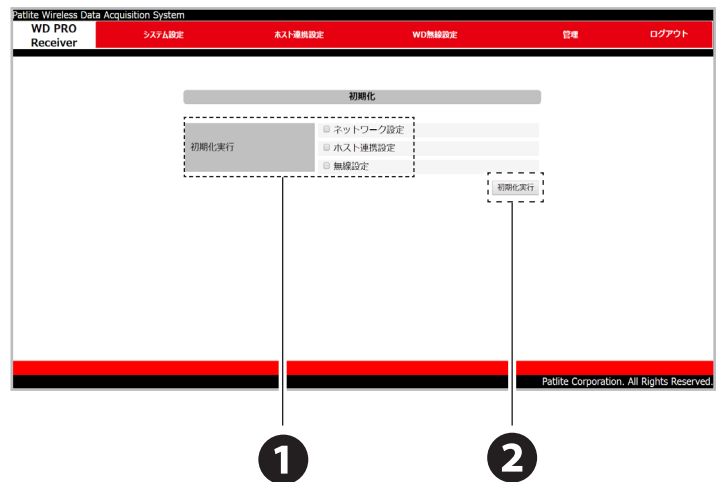 Patlite Wireless Data Acquisition System
WD PRO
Receiver
システム設定
ホスト連携設定
WD無線設定
管理
ログアウト
初期化
初期化実行
ネットワーク設定
ホスト連携設定
無線設定
初期化実行
Patlite Corporation. All Rights Reserved.
1
2